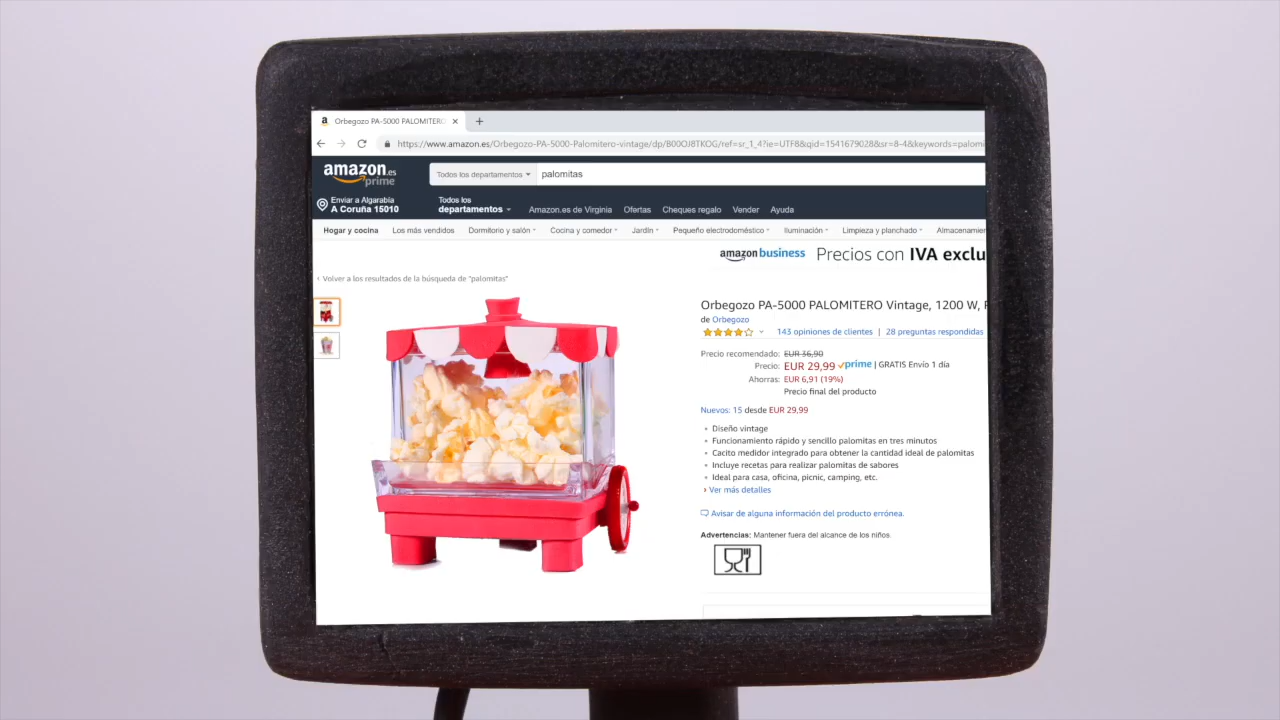 Orbegozo PA-5000 PALOMITERO
https://www.amazon.es/Orbegozo-PA-5000-Palomitero-vintage/dp/B00OJ8TKOG/ref=sr_1_4?ie=UTF8&qid=1541679028&sr=8-4&keywords=palomi
amazon.es
prime
Todos los departamentos
palomitas
Enviar a Algarabía
A Coruña 15010
Todos los
departamentos
Amazon.es de Virginia Ofertas Cheques regalo Vender Ayuda
Hogar y cocina Los más vendidos Dormitorio y salón Cocina y comedor Jardín Pequeño electrodoméstico Iluminación Limpieza y planchado Almacenamien
amazon business Precios con IVA exclu
‹ Volver a los resultados de la búsqueda de "palomitas"
Orbegozo PA-5000 PALOMITERO Vintage, 1200 W,
de Orbegozo
143 opiniones de clientes | 28 preguntas respondidas
Precio recomendado: EUR 36,90
Precio: EUR 29,99 prime | GRATIS Envío 1 día
Ahorras: EUR 6,91 (19%)
Precio final del producto
Nuevos: 15 desde EUR 29,99
• Diseño vintage
• Funcionamiento rápido y sencillo palomitas en tres minutos
• Cacito medidor integrado para obtener la cantidad ideal de palomitas
• Incluye recetas para realizar palomitas de sabores
• Ideal para casa, oficina, picnic, camping, etc.
› Ver más detalles
Avisar de alguna información del producto errónea.
Advertencias: Mantener fuera del alcance de los niños.